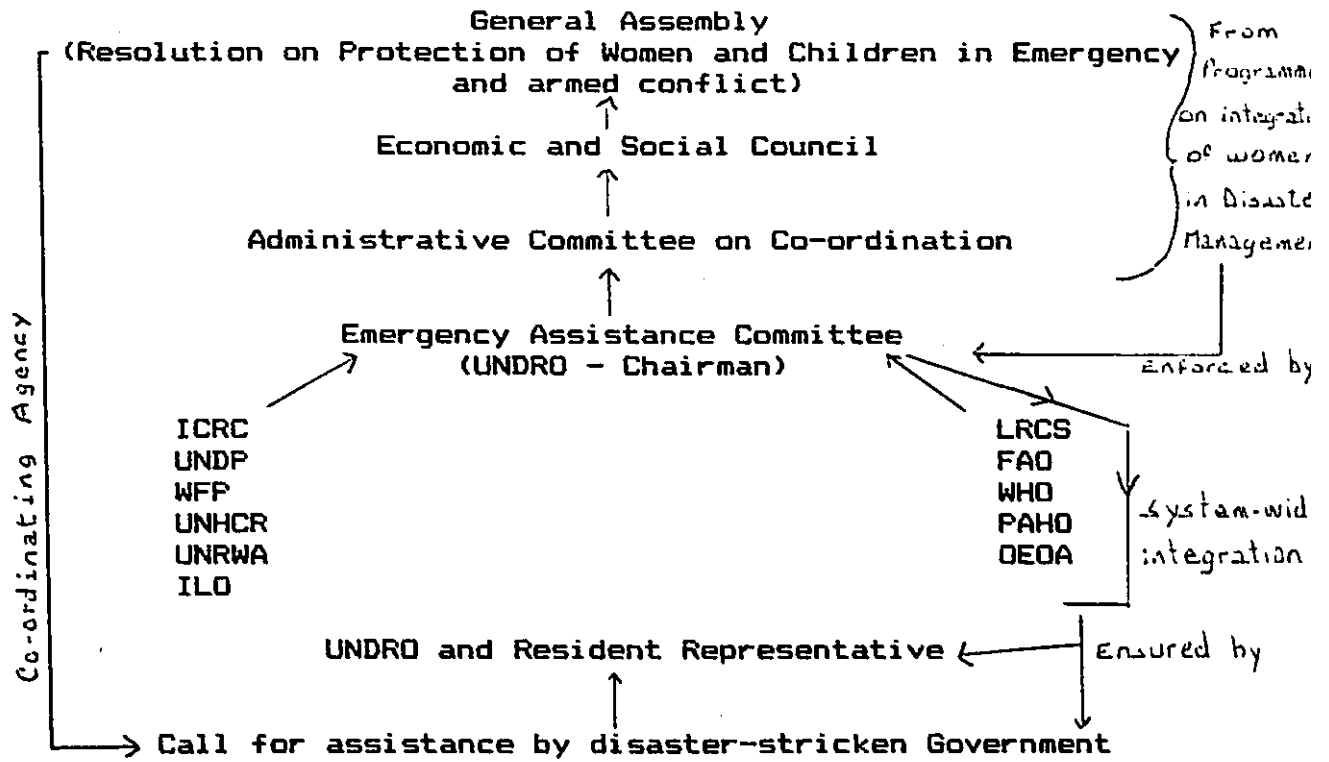 General Assembly
(Resolution on Protection of Women and Children in Emergency
and armed conflict)
Economic and Social Council
Administrative Committee on Co-ordination
Emergency Assistance Committee
(UNDRO - Chairman)
ICRC
UNDP
WFP
UNHCR
UNRWA
ILO
LRCS
FAO
WHO
PAHO
OEOA
UNDRO and Resident Representative
Call for assistance by disaster-stricken Government
Co-ordinating Agency
From
Programm
on integrati
of women
in Disaste
Managemen
Enforced by
system-wid
integration
Ensured by